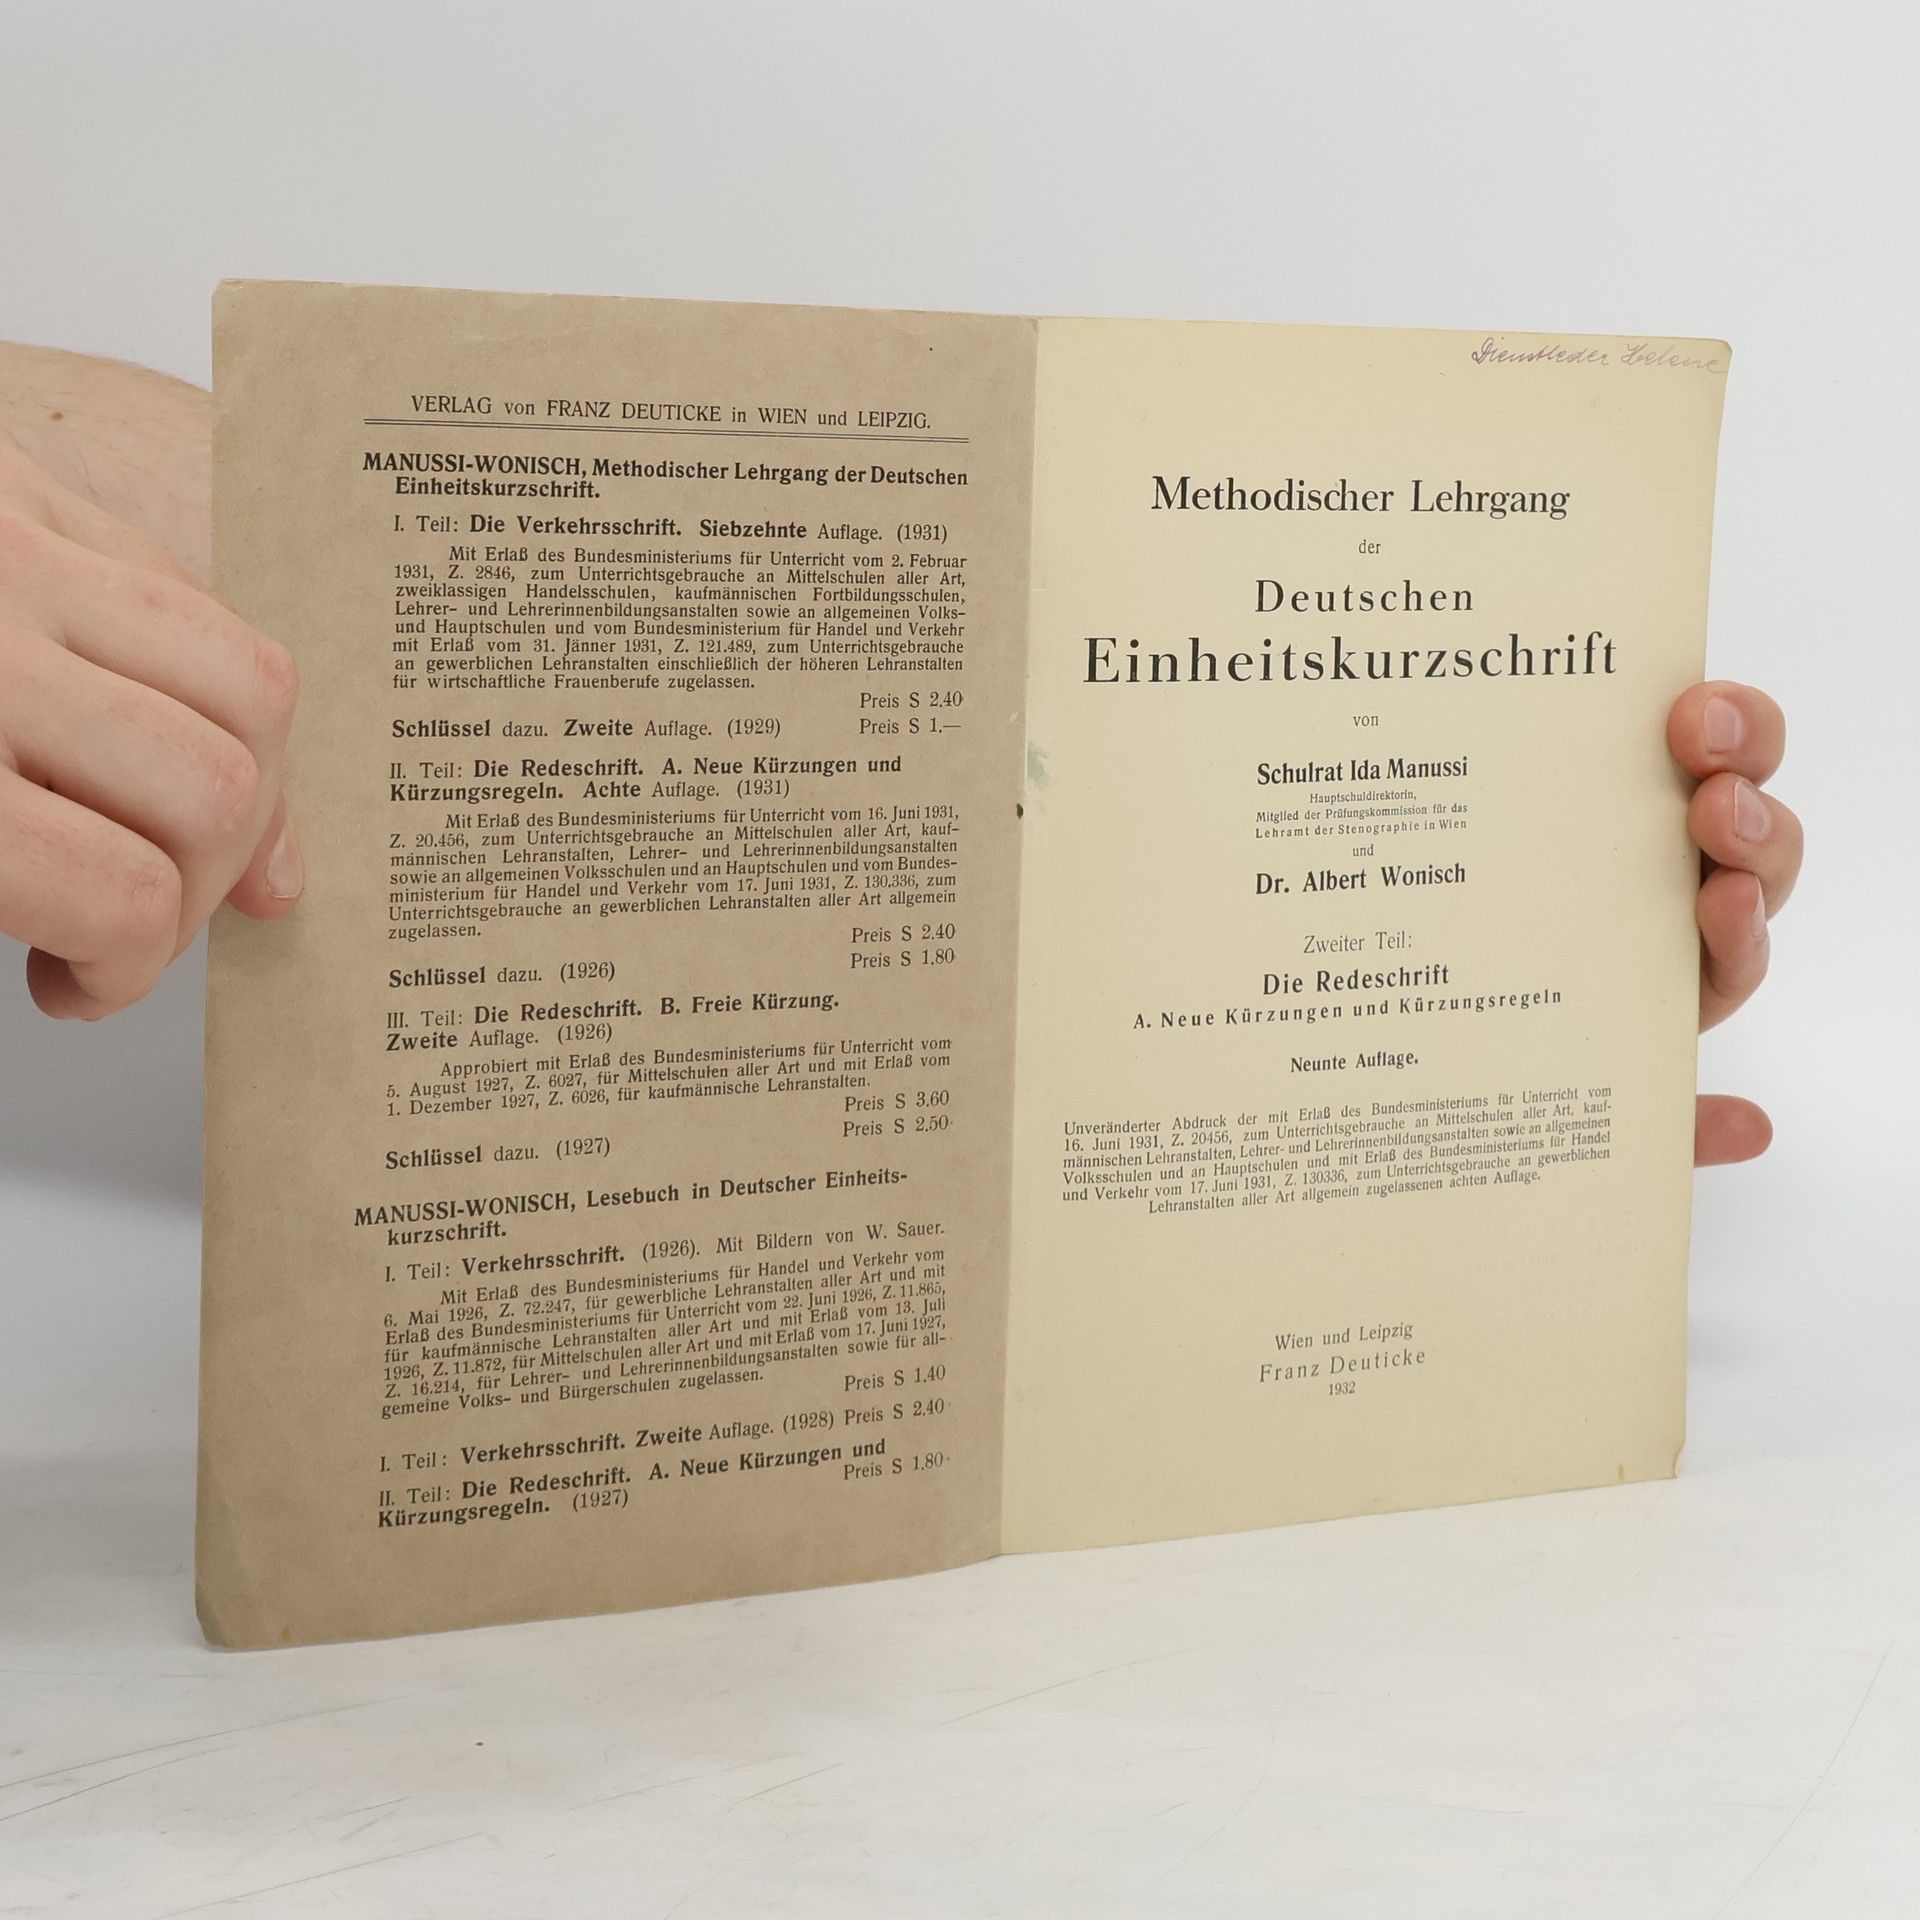 VERLAG von FRANZ DEUTICKE in WIEN und LEIPZIG.
MANUSSI-WONISCH, Methodischer Lehrgang der Deutschen
Einheitskurzschrift.
I. Teil: Die Verkehrsschrift. Siebzehnte Auflage. (1931)
Mit Erlaß des Bundesministeriums für Unterricht vom 2. Februar
1931, Z. 2846, zum Unterrichtsgebrauche an Mittelschulen aller Art,
zweiklassigen Handelsschulen, kaufmännischen Fortbildungsschulen,
Lehrer- und Lehrerinnenbildungsanstalten sowie an allgemeinen Volks-
und Hauptschulen und vom Bundesministerium für Handel und Verkehr
mit Erlaß vom 31. Jänner 1931, Z. 121.489, zum Unterrichtsgebrauche
an gewerblichen Lehranstalten einschließlich der höheren Lehranstalten
für wirtschaftliche Frauenberufe zugelassen.
Preis S 2.40
Schlüssel dazu. Zweite Auflage. (1929) Preis S 1.—
II. Teil: Die Redeschrift. A. Neue Kürzungen und
Kürzungsregeln. Achte Auflage. (1931)
Mit Erlaß des Bundesministeriums für Unterricht vom 16. Juni 1931,
Z. 20.456, zum Unterrichtsgebrauche an Mittelschulen aller Art, kauf-
männischen Lehranstalten, Lehrer- und Lehrerinnenbildungsanstalten
sowie an allgemeinen Volksschulen und an Hauptschulen und vom Bundes-
ministerium für Handel und Verkehr vom 17. Juni 1931, Z. 130.336, zum
Unterrichtsgebrauche an gewerblichen Lehranstalten aller Art allgemein
zugelassen.
Preis S 2.40
Schlüssel dazu. (1926) Preis S 1.80
III. Teil: Die Redeschrift. B. Freie Kürzung.
Zweite Auflage. (1926)
Approbiert mit Erlaß des Bundesministeriums für Unterricht vom
5. August 1927, Z. 6027, für Mittelschulen aller Art und mit Erlaß vom
1. Dezember 1927, Z. 6026, für kaufmännische Lehranstalten.
Preis S 3.60
Schlüssel dazu. (1927) Preis S 2.50
MANUSSI-WONISCH, Lesebuch in Deutscher Einheits-
kurzschrift.
I. Teil: Verkehrsschrift. (1926). Mit Bildern von W. Sauer.
Mit Erlaß des Bundesministeriums für Handel und Verkehr vom
6. Mai 1926, Z. 72.247, für gewerbliche Lehranstalten aller Art und mit
Erlaß des Bundesministeriums für Unterricht vom 22. Juni 1926, Z. 11.865,
für kaufmännische Lehranstalten aller Art und mit Erlaß vom 13. Juli
1926, Z. 11.872, für Mittelschulen aller Art und mit Erlaß vom 17. Juni 1927,
Z. 16.214, für Lehrer- und Lehrerinnenbildungsanstalten sowie für all-
gemeine Volks- und Bürgerschulen zugelassen.
Preis S 1.40
I. Teil: Verkehrsschrift. Zweite Auflage. (1928) Preis S 2.40
II. Teil: Die Redeschrift. A. Neue Kürzungen und
Kürzungsregeln. (1927) Preis S 1.80
Dienstleder Helene
Methodischer Lehrgang
der
Deutschen
Einheitskurzschrift
von
Schulrat Ida Manussi
Hauptschuldirektorin,
Mitglied der Prüfungskommission für das
Lehramt der Stenographie in Wien
und
Dr. Albert Wonisch
Zweiter Teil:
Die Redeschrift
A. Neue Kürzungen und Kürzungsregeln
Neunte Auflage.
Unveränderter Abdruck der mit Erlaß des Bundesministeriums für Unterricht vom
16. Juni 1931, Z. 20456, zum Unterrichtsgebrauche an Mittelschulen aller Art, kauf-
männischen Lehranstalten, Lehrer- und Lehrerinnenbildungsanstalten sowie an allgemeinen
Volksschulen und an Hauptschulen und mit Erlaß des Bundesministeriums für Handel
und Verkehr vom 17. Juni 1931, Z. 130336, zum Unterrichtsgebrauche an gewerblichen
Lehranstalten aller Art allgemein zugelassenen achten Auflage.
Wien und Leipzig
Franz Deuticke
1932